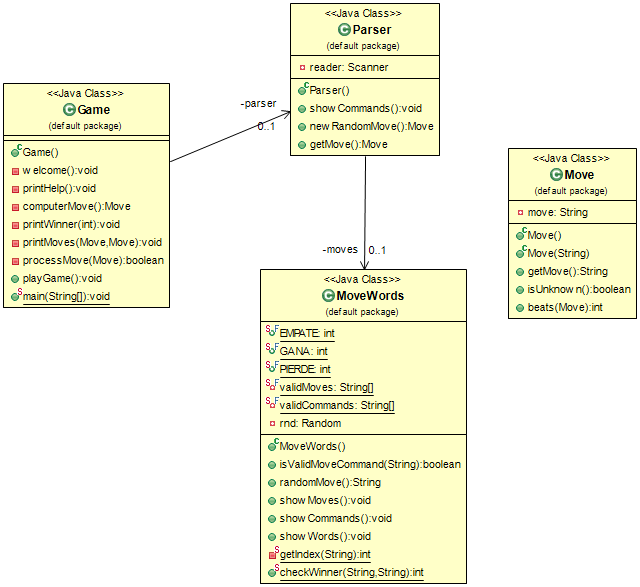 <<Java Class>>
Parser
(default package)
reader: Scanner
Parser()
showCommands():void
newRandomMove():Move
getMove():Move
-parser
0..1
<<Java Class>>
Game
(default package)
Game()
welcome():void
printHelp():void
computerMove():Move
printWinner(int):void
printMoves(Move,Move):void
processMove(Move):boolean
playGame():void
main(String[]):void
<<Java Class>>
Move
(default package)
move: String
Move()
Move(String)
getMove():String
isUnknown():boolean
beats(Move):int
-moves
0..1
<<Java Class>>
MoveWords
(default package)
EMPATE: int
GANA: int
PIERDE: int
validMoves: String[]
validCommands: String[]
rnd: Random
MoveWords()
isValidMoveCommand(String):boolean
randomMove():String
showMoves():void
showCommands():void
showWords():void
getIndex(String):int
checkWinner(String,String):int